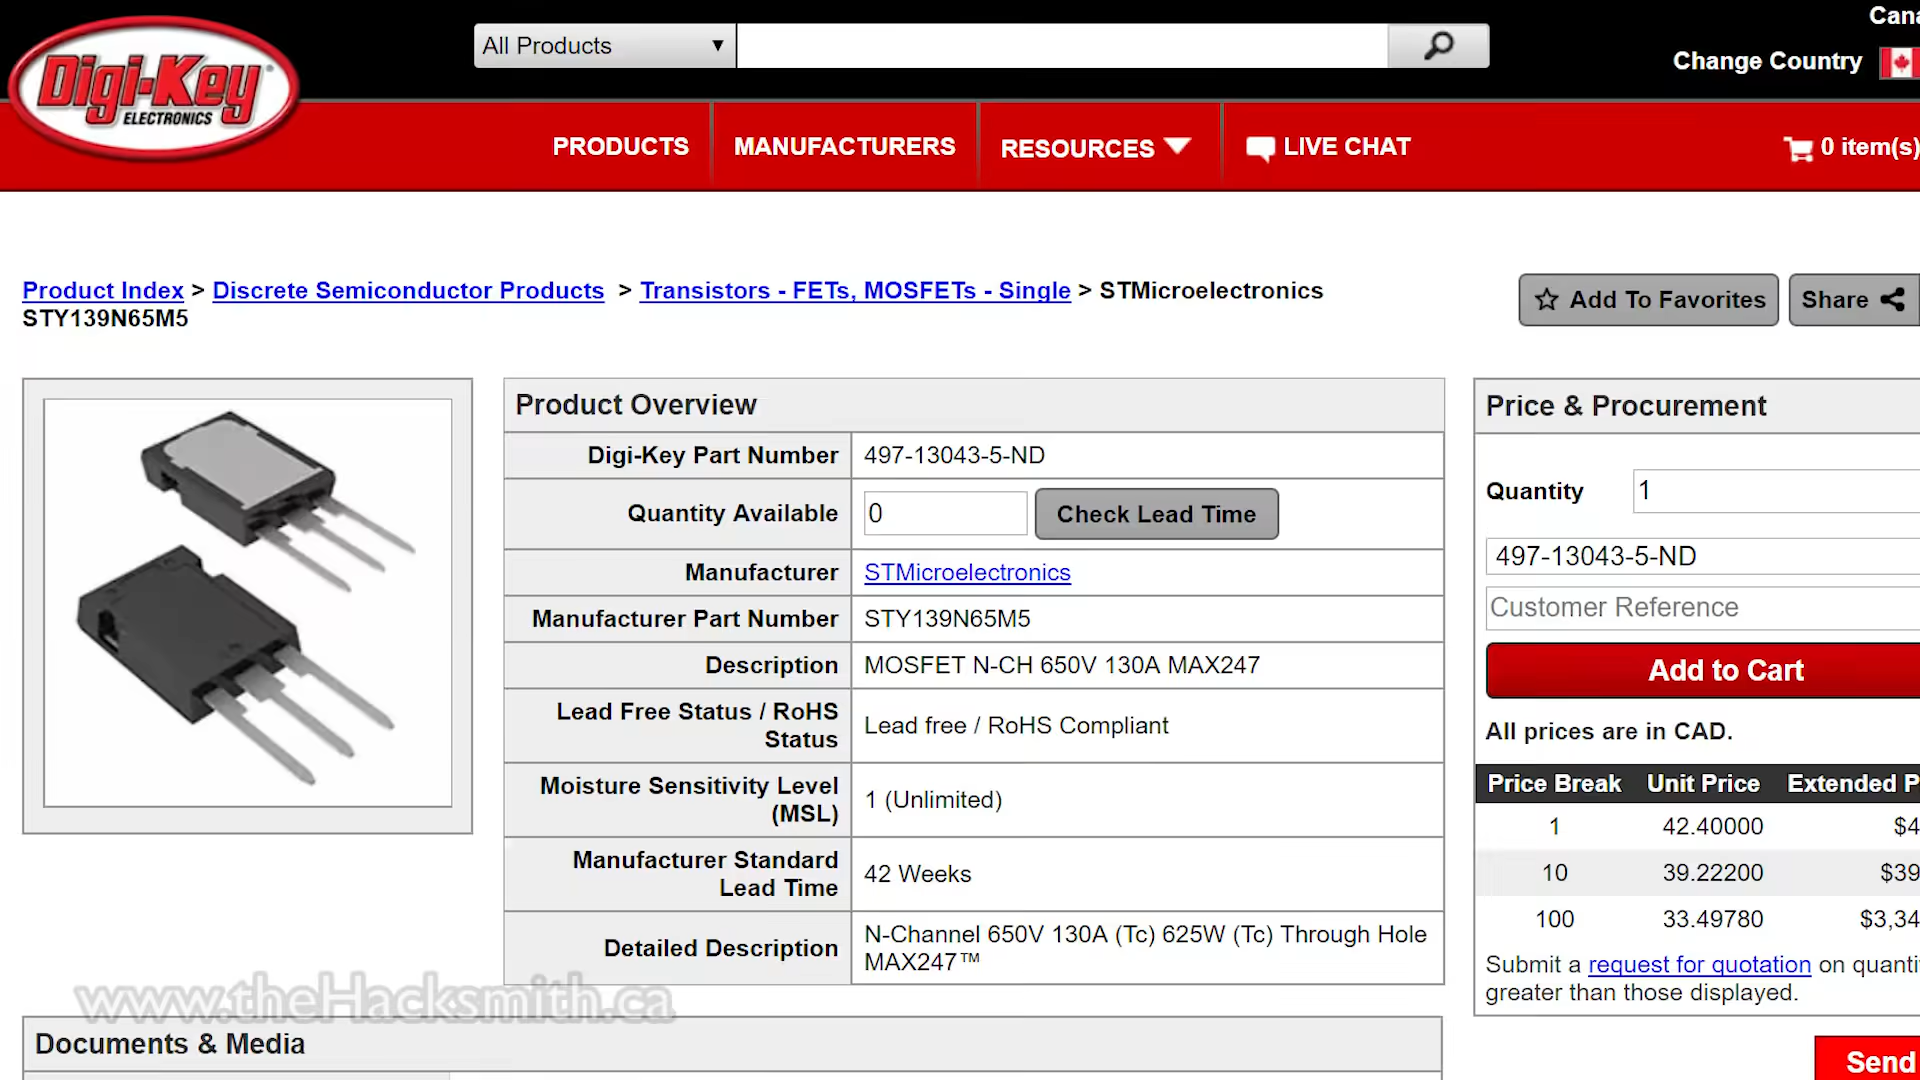 Digi-Key
ELECTRONICS
All Products
Change Country
PRODUCTS
MANUFACTURERS
RESOURCES
LIVE CHAT
0 item(s)
Product Index > Discrete Semiconductor Products > Transistors - FETs, MOSFETs - Single > STMicroelectronics
STY139N65M5
Add To Favorites
Share
Product Overview
Digi-Key Part Number 497-13043-5-ND
Quantity Available 0 Check Lead Time
Manufacturer STMicroelectronics
Manufacturer Part Number STY139N65M5
Description MOSFET N-CH 650V 130A MAX247
Lead Free Status / RoHS
Status
Lead free / RoHS Compliant
Moisture Sensitivity Level
(MSL)
1 (Unlimited)
Manufacturer Standard
Lead Time
42 Weeks
Detailed Description
N-Channel 650V 130A (Tc) 625W (Tc) Through Hole
MAX247™
Price & Procurement
Quantity 1
497-13043-5-ND
Customer Reference
Add to Cart
All prices are in CAD.
Price Break Unit Price Extended P
1 42.40000 $4
10 39.22200 $39
100 33.49780 $3,34
Submit a request for quotation on quanti
greater than those displayed.
Send
www.theHacksmith.ca
Documents & Media